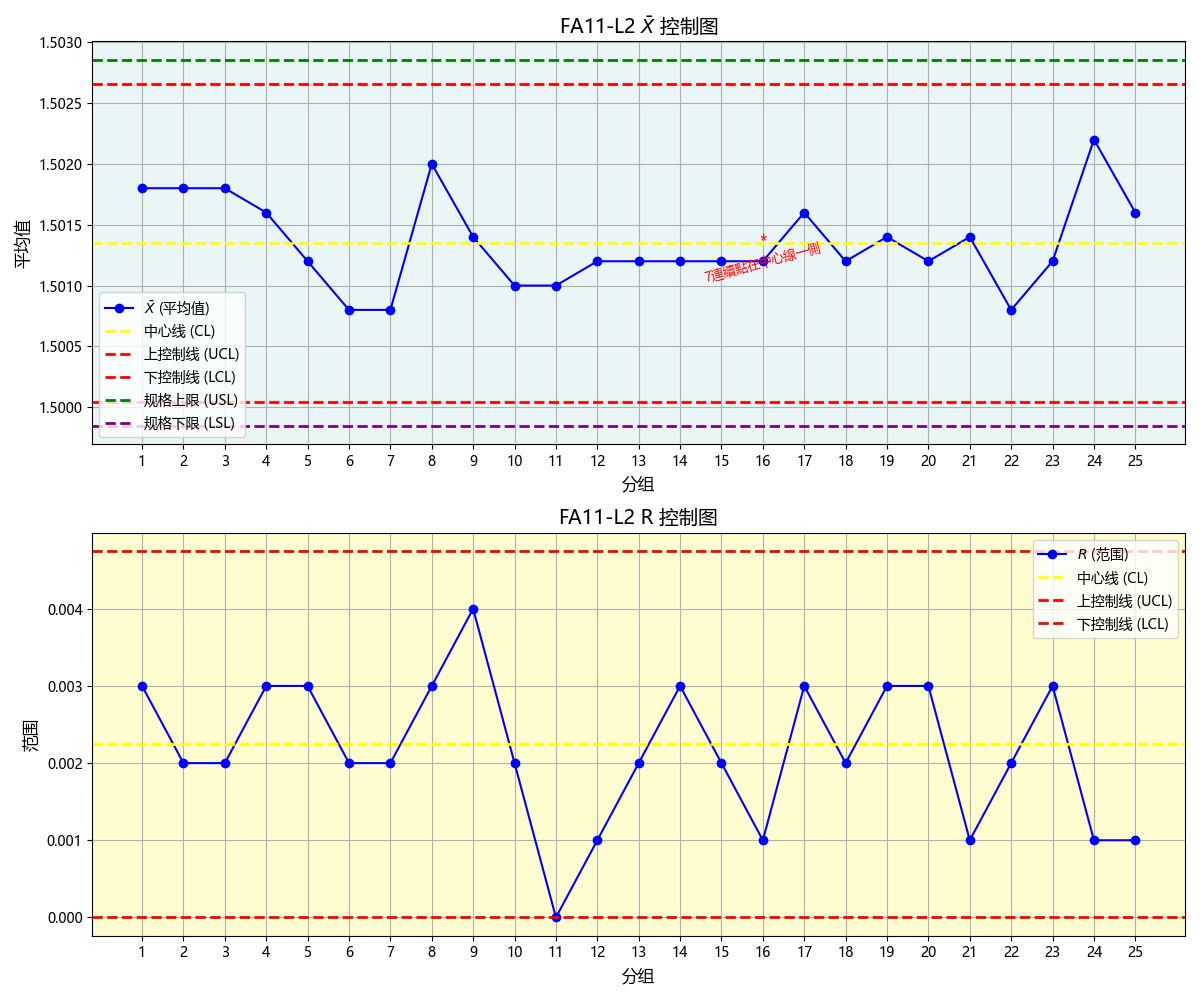 FA11-L2 X̄ 控制图
平均值
1.5030
1.5025
1.5020
1.5015
1.5010
1.5005
1.5000
*
7連續點在中心線一側
X̄ (平均值)
中心线 (CL)
上控制线 (UCL)
下控制线 (LCL)
规格上限 (USL)
规格下限 (LSL)
1 2 3 4 5 6 7 8 9 10 11 12 13 14 15 16 17 18 19 20 21 22 23 24 25
分组
FA11-L2 R 控制图
范围
0.004
0.003
0.002
0.001
0.000
R (范围)
中心线 (CL)
上控制线 (UCL)
下控制线 (LCL)
1 2 3 4 5 6 7 8 9 10 11 12 13 14 15 16 17 18 19 20 21 22 23 24 25
分组